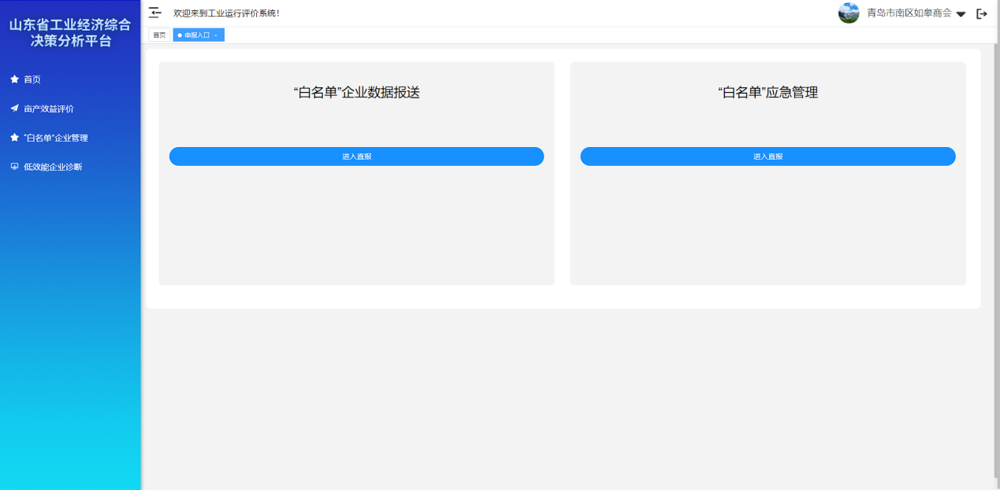 山东省工业经济综合
决策分析平台
首页
亩产效益评价
“白名单”企业管理
低效能企业诊断
欢迎来到工业运行评价系统！
青岛市南区如皋商会
首页
申报入口 ×
“白名单”企业数据报送
进入直报
“白名单”应急管理
进入直报